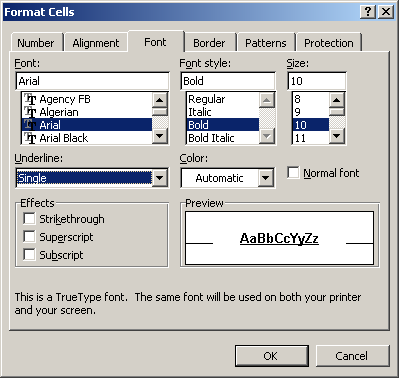 Format Cells
Number Alignment Font Border Patterns Protection
Font: Font style: Size:
Arial Bold 10
Agency FB Regular 8
Algerian Italic 9
Arial Bold 10
Arial Black Bold Italic 11
Underline: Color:
Single Automatic Normal font
Effects Preview
Strikethrough
Superscript AaBbCcYyZz
Subscript
This is a TrueType font. The same font will be used on both your printer
and your screen.
OK Cancel